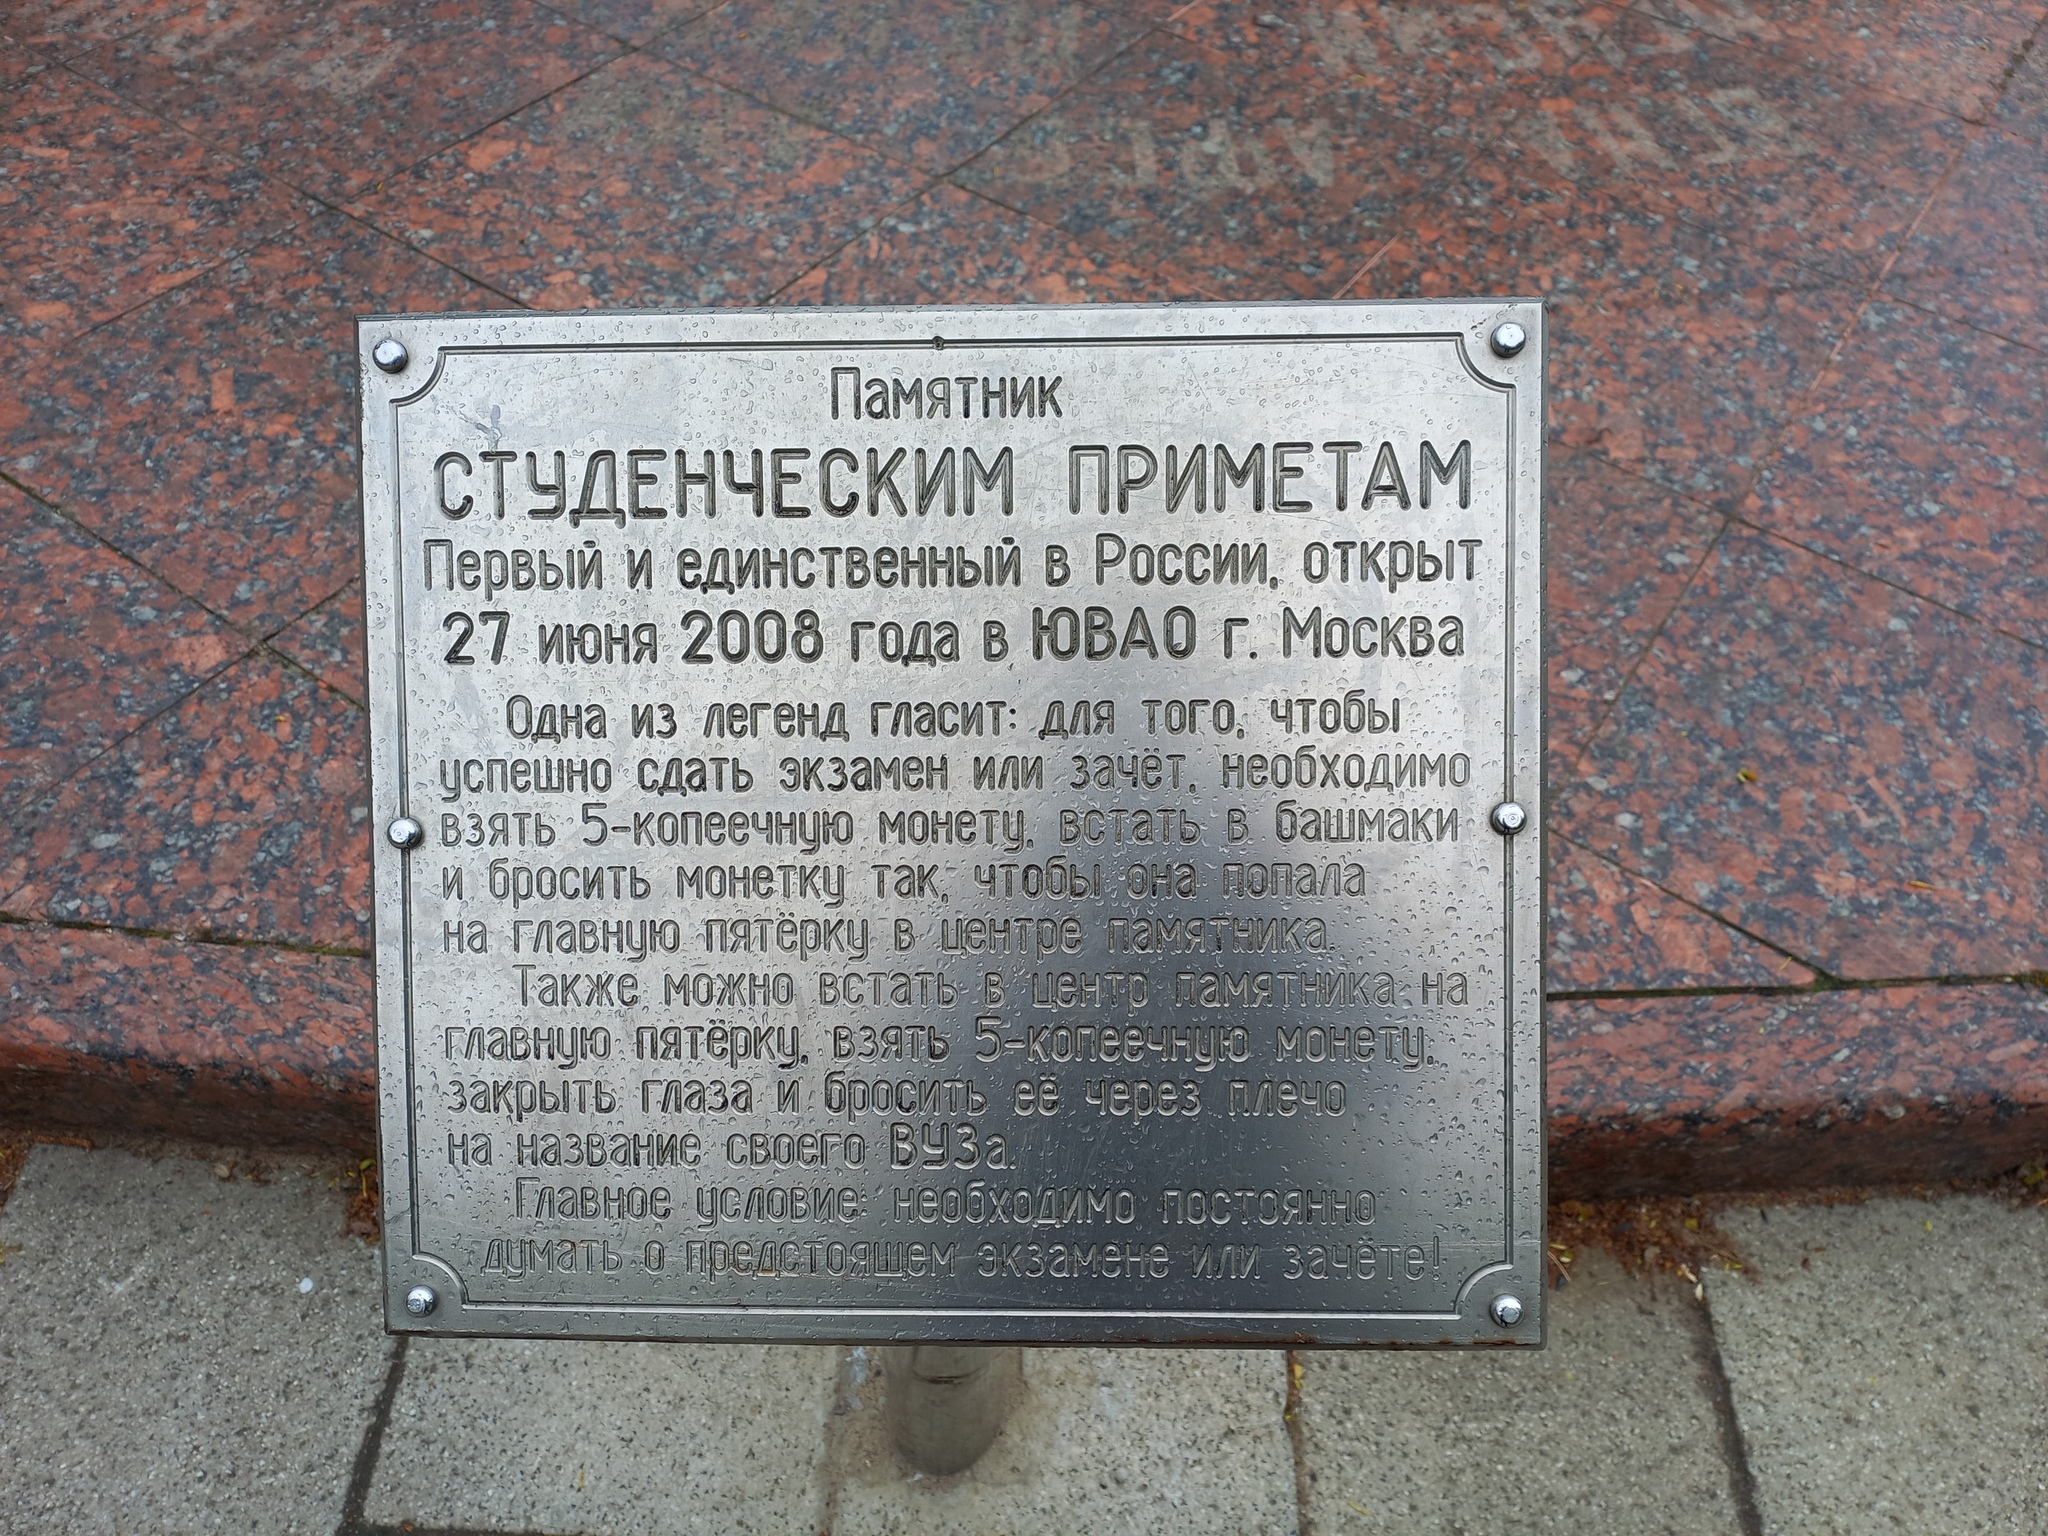 Памятник
СТУДЕНЧЕСКИМ ПРИМЕТАМ
Первый и единственный в России, открыт
27 июня 2008 года в ЮВАО г. Москва
Одна из легенд гласит: для того, чтобы
успешно сдать экзамен или зачёт, необходимо
взять 5-копеечную монету, встать в башмаки
и бросить монетку так, чтобы она попала
на главную пятёрку в центре памятника.
Также можно встать в центр памятника на
главную пятёрку, взять 5-копеечную монету,
закрыть глаза и бросить её через плечо
на название своего ВУЗа.
Главное условие: необходимо постоянно
думать о предстоящем экзамене или зачёте!